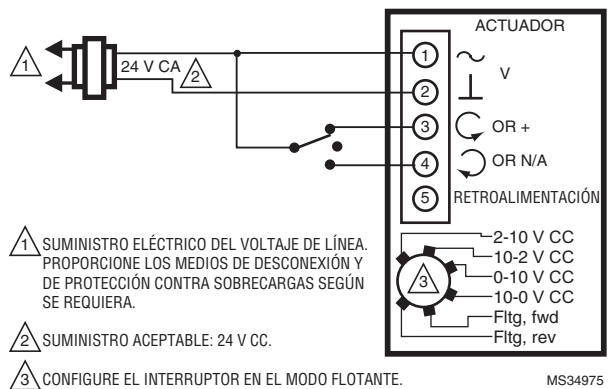 ACTUADOR
1
24 V CA
2
1
V
2
3
OR +
4
OR N/A
5
RETROALIMENTACIÓN
1 SUMINISTRO ELÉCTRICO DEL VOLTAJE DE LÍNEA.
PROPORCIONE LOS MEDIOS DE DESCONEXIÓN Y
DE PROTECCIÓN CONTRA SOBRECARGAS SEGÚN
SE REQUIERA.
2 SUMINISTRO ACEPTABLE: 24 V CC.
3 CONFIGURE EL INTERRUPTOR EN EL MODO FLOTANTE.
3
2-10 V CC
10-2 V CC
0-10 V CC
10-0 V CC
Fltg, fwd
Fltg, rev
MS34975